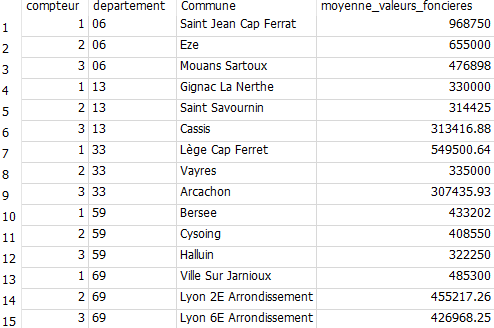 compteur departement Commune moyenne_valeurs_foncieres
1 1 06 Saint Jean Cap Ferrat 968750
2 2 06 Eze 655000
3 3 06 Mouans Sartoux 476898
4 1 13 Gignac La Nerthe 330000
5 2 13 Saint Savournin 314425
6 3 13 Cassis 313416.88
7 1 33 Lège Cap Ferret 549500.64
8 2 33 Vayres 335000
9 3 33 Arcachon 307435.93
10 1 59 Bersee 433202
11 2 59 Cysoing 408550
12 3 59 Halluin 322250
13 1 69 Ville Sur Jarnioux 485300
14 2 69 Lyon 2E Arrondissement 455217.26
15 3 69 Lyon 6E Arrondissement 426968.25